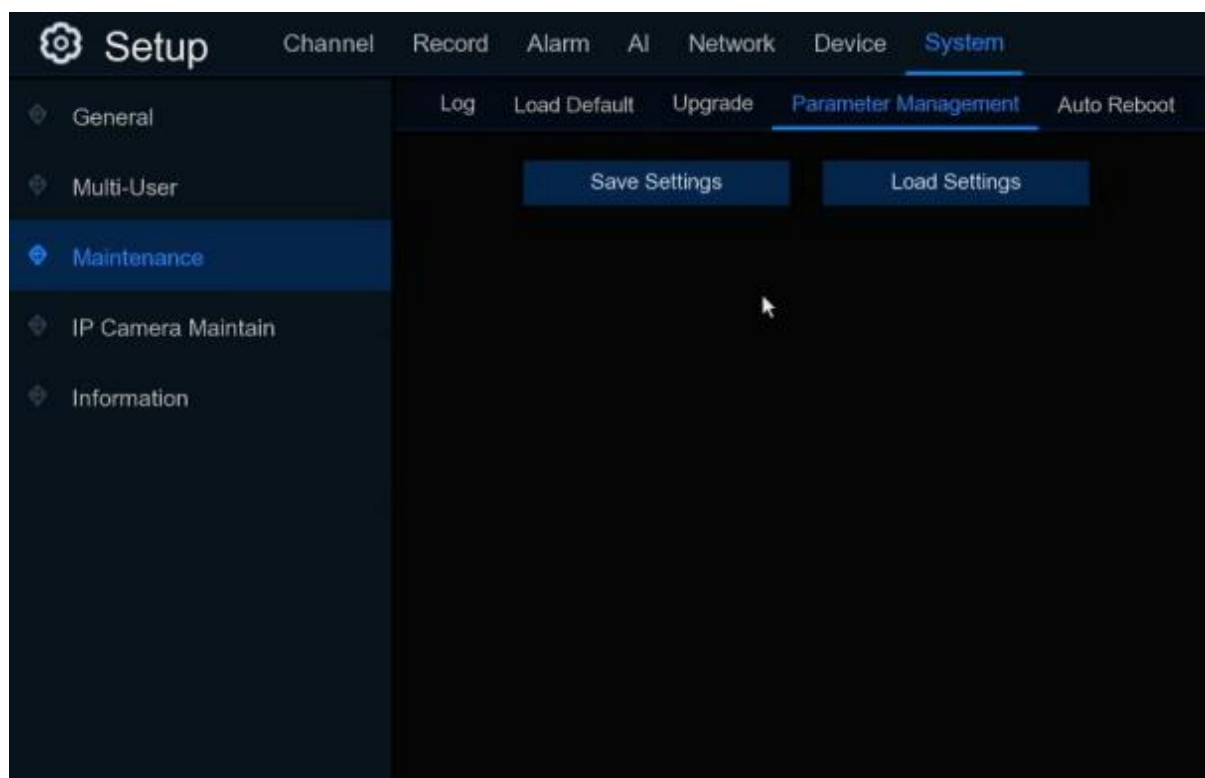 Setup Channel Record Alarm AI Network Device System
Log Load Default Upgrade Parameter Management Auto Reboot
General
Multi-User
Maintenance
IP Camera Maintain
Information
Save Settings Load Settings